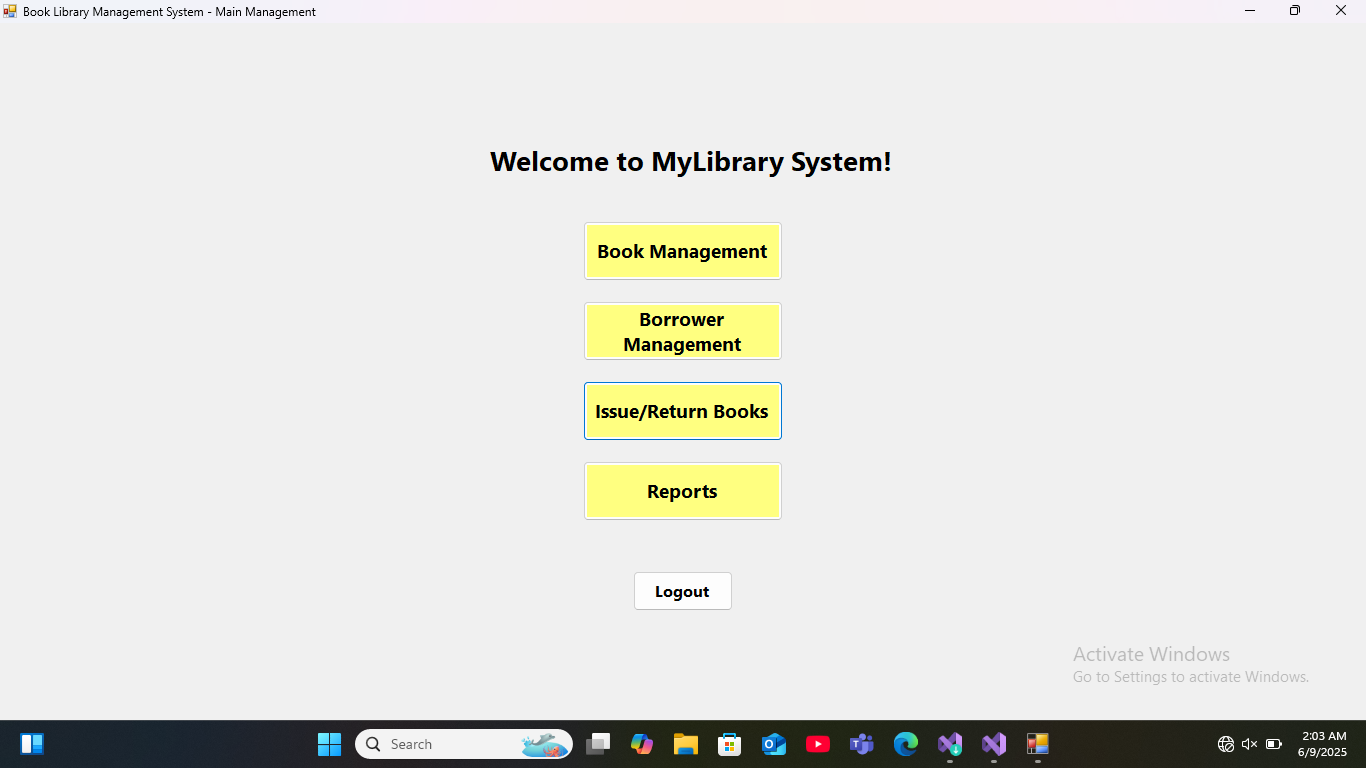 Book Library Management System - Main Management
Welcome to MyLibrary System!
Book Management
Borrower
Management
Issue/Return Books
Reports
Logout
Activate Windows
Go to Settings to activate Windows.
Search
2:03 AM
6/9/2025